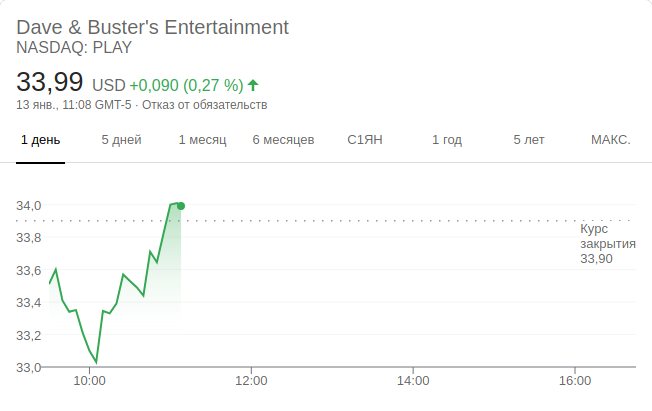 Dave & Buster's Entertainment
NASDAQ: PLAY
33,99 USD +0,090 (0,27 %)
13 янв., 11:08 GMT-5 · Отказ от обязательств
1 день 5 дней 1 месяц 6 месяцев С1ЯН 1 год 5 лет МАКС.
34,0
Курс
33,8
закрытия
33,90
33,6
33,4
33,2
33,0
10:00 12:00 14:00 16:00